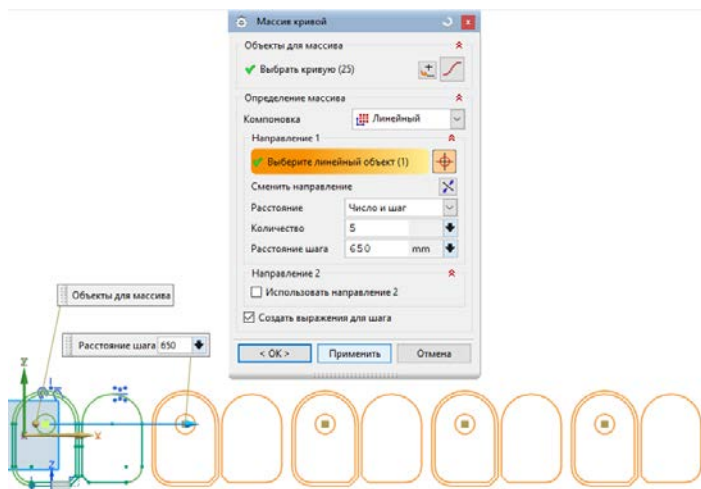 Массив кривой
Объекты для массива
Выбрать кривую (25)
Определение массива
Компоновка Линейный
Направление 1
Выберите линейный объект (1)
Сменить направление
Расстояние Число и шаг
Количество 5
Расстояние шага 650 mm
Направление 2
Использовать направление 2
Создать выражения для шага
< OK > Применить Отмена
Объекты для массива
Расстояние шага 650
Z
X
Z